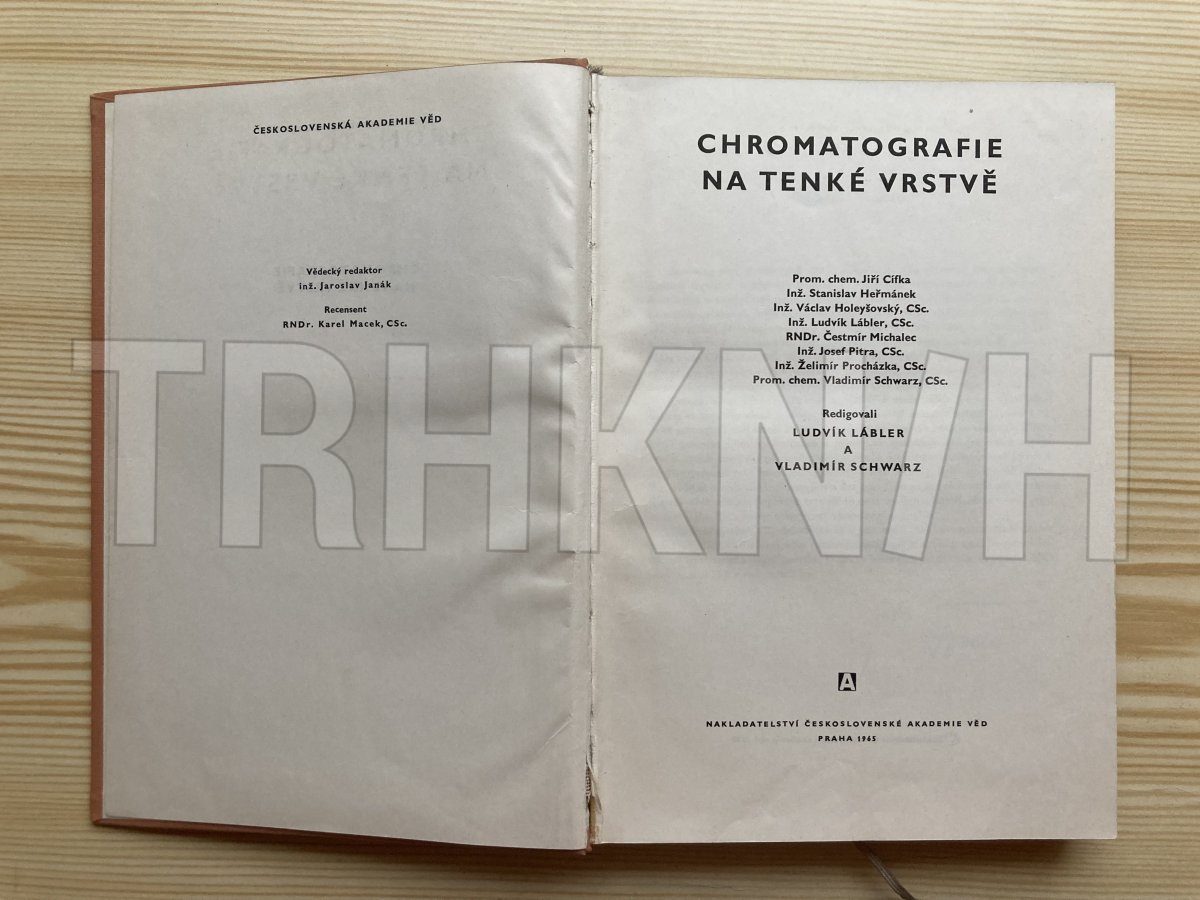 ČESKOSLOVENSKÁ AKADEMIE VĚD
Vědecký redaktor
inž. Jaroslav Janák
Recensent
RNDr. Karel Macek, CSc.
CHROMATOGRAFIE
NA TENKÉ VRSTVĚ
Prom. chem. Jiří Cífka
Inž. Stanislav Heřmánek
Inž. Václav Holeyšovský, CSc.
Inž. Ludvík Lábler, CSc.
RNDr. Čestmír Michalec
Inž. Josef Pitra, CSc.
Inž. Želimír Procházka, CSc.
Prom. chem. Vladimír Schwarz, CSc.
Redigovali
LUDVÍK LÁBLER
A
VLADIMÍR SCHWARZ
A
NAKLADATELSTVÍ ČESKOSLOVENSKÉ AKADEMIE VĚD
PRAHA 1965
TRHKNIH